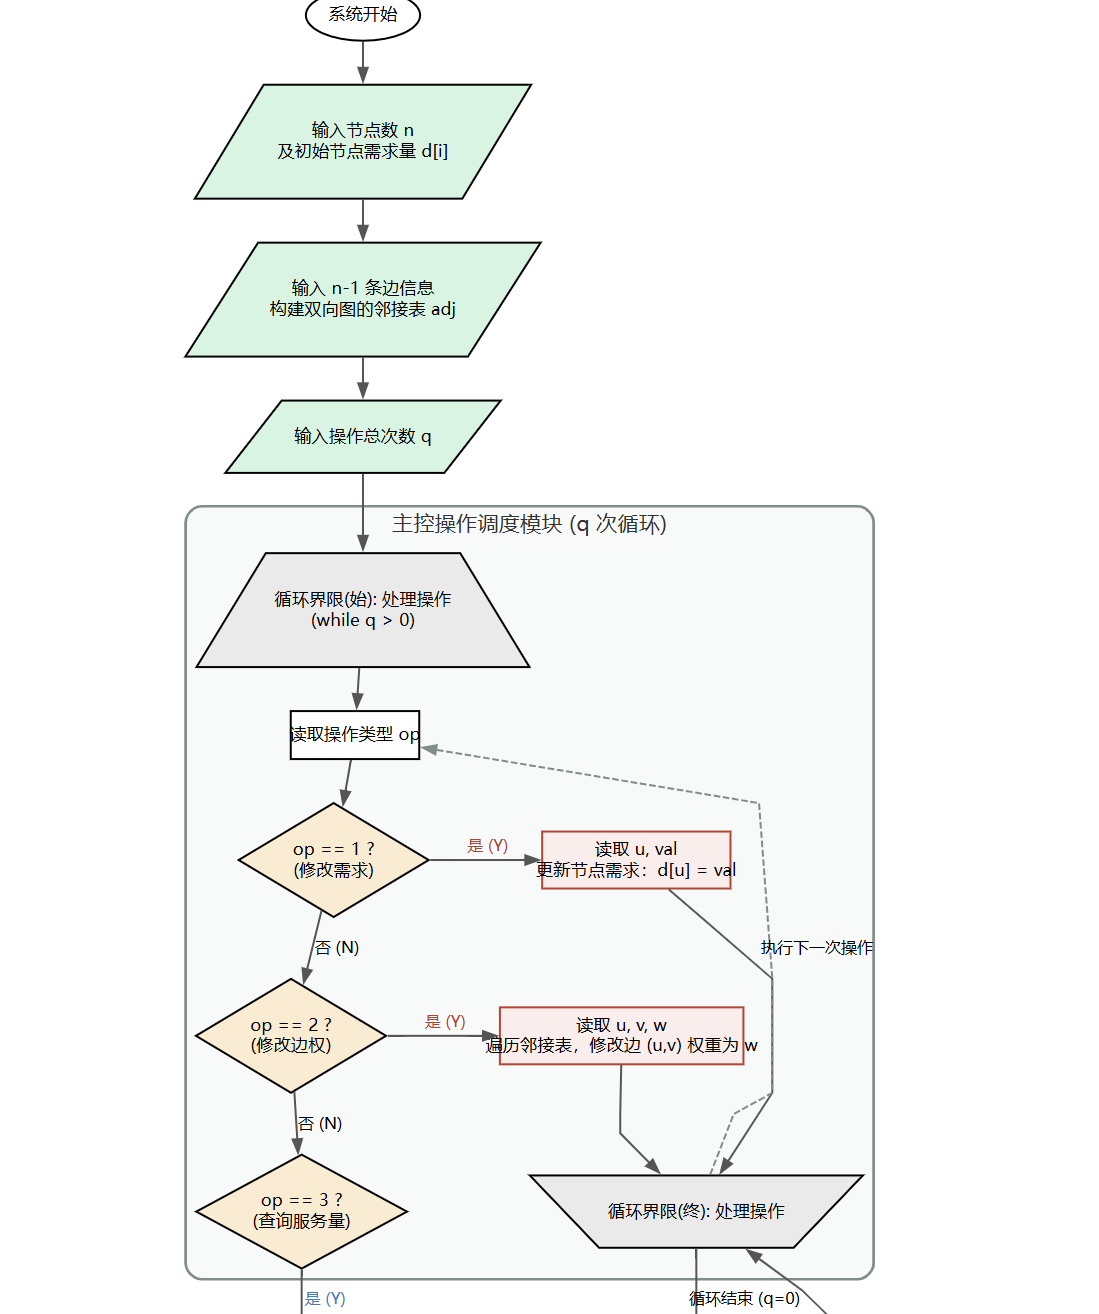 系统开始
输入节点数 n
及初始节点需求量 d[i]
输入 n-1 条边信息
构建双向图的邻接表 adj
输入操作总次数 q
主控操作调度模块 (q 次循环)
循环界限(始): 处理操作
(while q > 0)
读取操作类型 op
op == 1 ?
(修改需求)
是 (Y)
读取 u, val
更新节点需求：d[u] = val
否 (N)
执行下一次操作
op == 2 ?
(修改边权)
是 (Y)
读取 u, v, w
遍历邻接表，修改边 (u,v) 权重为 w
否 (N)
op == 3 ?
(查询服务量)
循环界限(终): 处理操作
是 (Y)
循环结束 (q=0)